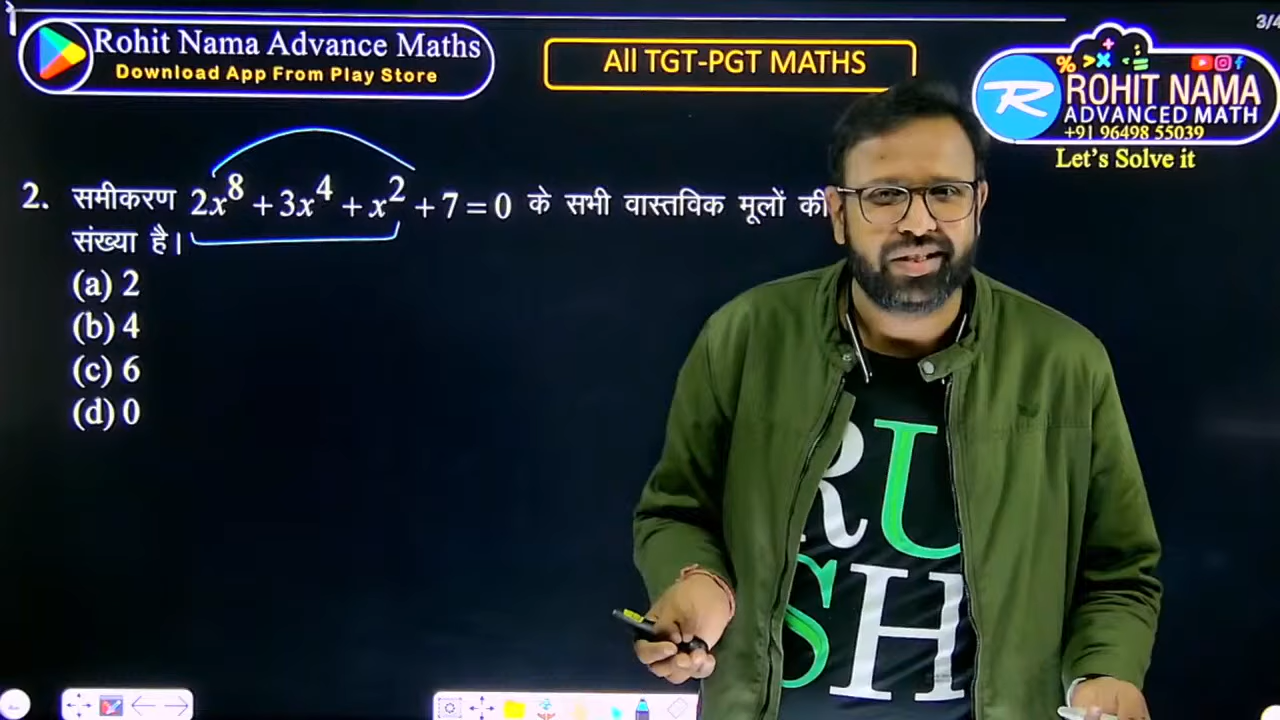 3/4
Rohit Nama Advance Maths
Download App From Play Store
All TGT-PGT MATHS
ROHIT NAMA
ADVANCED MATH
+91 96498 55039
Let's Solve it
2. समीकरण 2x⁸ + 3x⁴ + x² + 7 = 0 के सभी वास्तविक मूलों की
संख्या है।
(a) 2
(b) 4
(c) 6
(d) 0
RU
SH